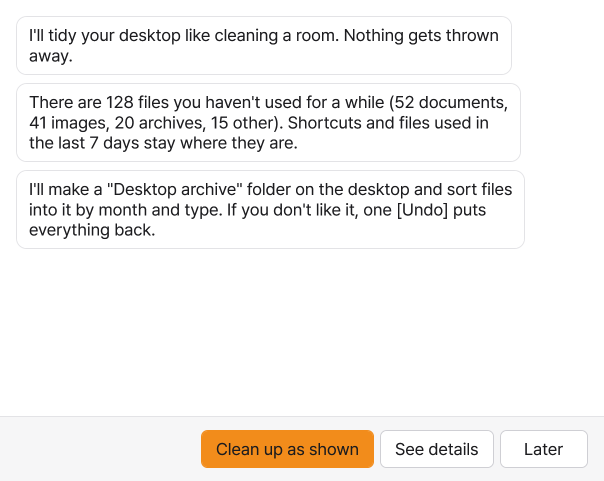 I'll tidy your desktop like cleaning a room. Nothing gets thrown
away.
There are 128 files you haven't used for a while (52 documents,
41 images, 20 archives, 15 other). Shortcuts and files used in
the last 7 days stay where they are.
I'll make a "Desktop archive" folder on the desktop and sort files
into it by month and type. If you don't like it, one [Undo] puts
everything back.
Clean up as shown
See details
Later